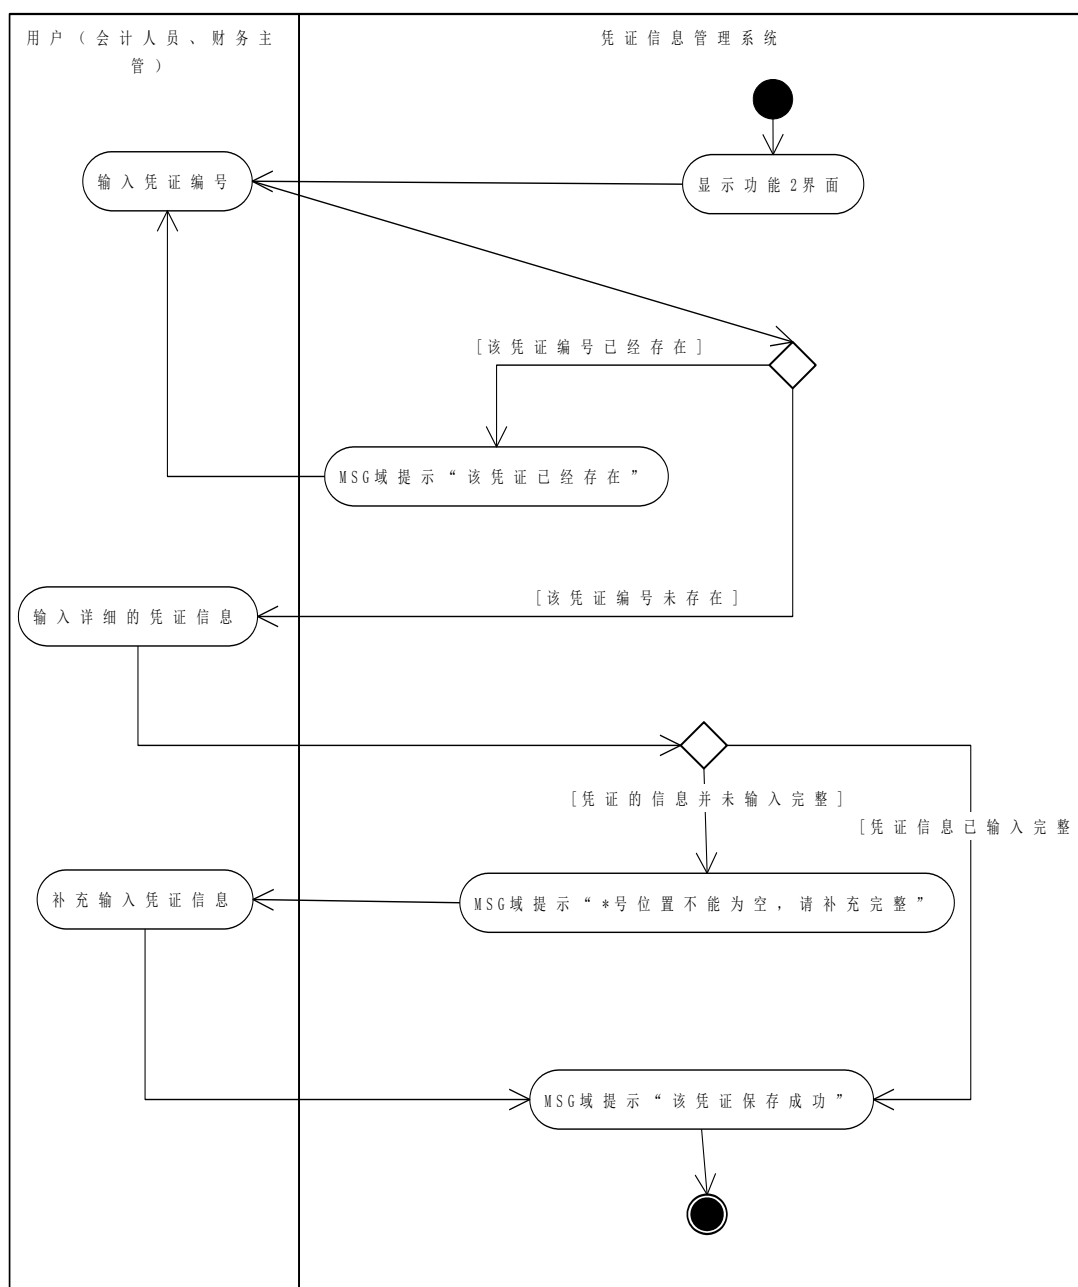 用户（会计人员、财务主
管）
凭证信息管理系统
输入凭证编号
显示功能2界面
[该凭证编号已经存在]
MSG域提示“该凭证已经存在”
[该凭证编号未存在]
输入详细的凭证信息
[凭证的信息并未输入完整]
[凭证信息已输入完整
补充输入凭证信息
MSG域提示“*号位置不能为空，请补充完整”
MSG域提示“该凭证保存成功”